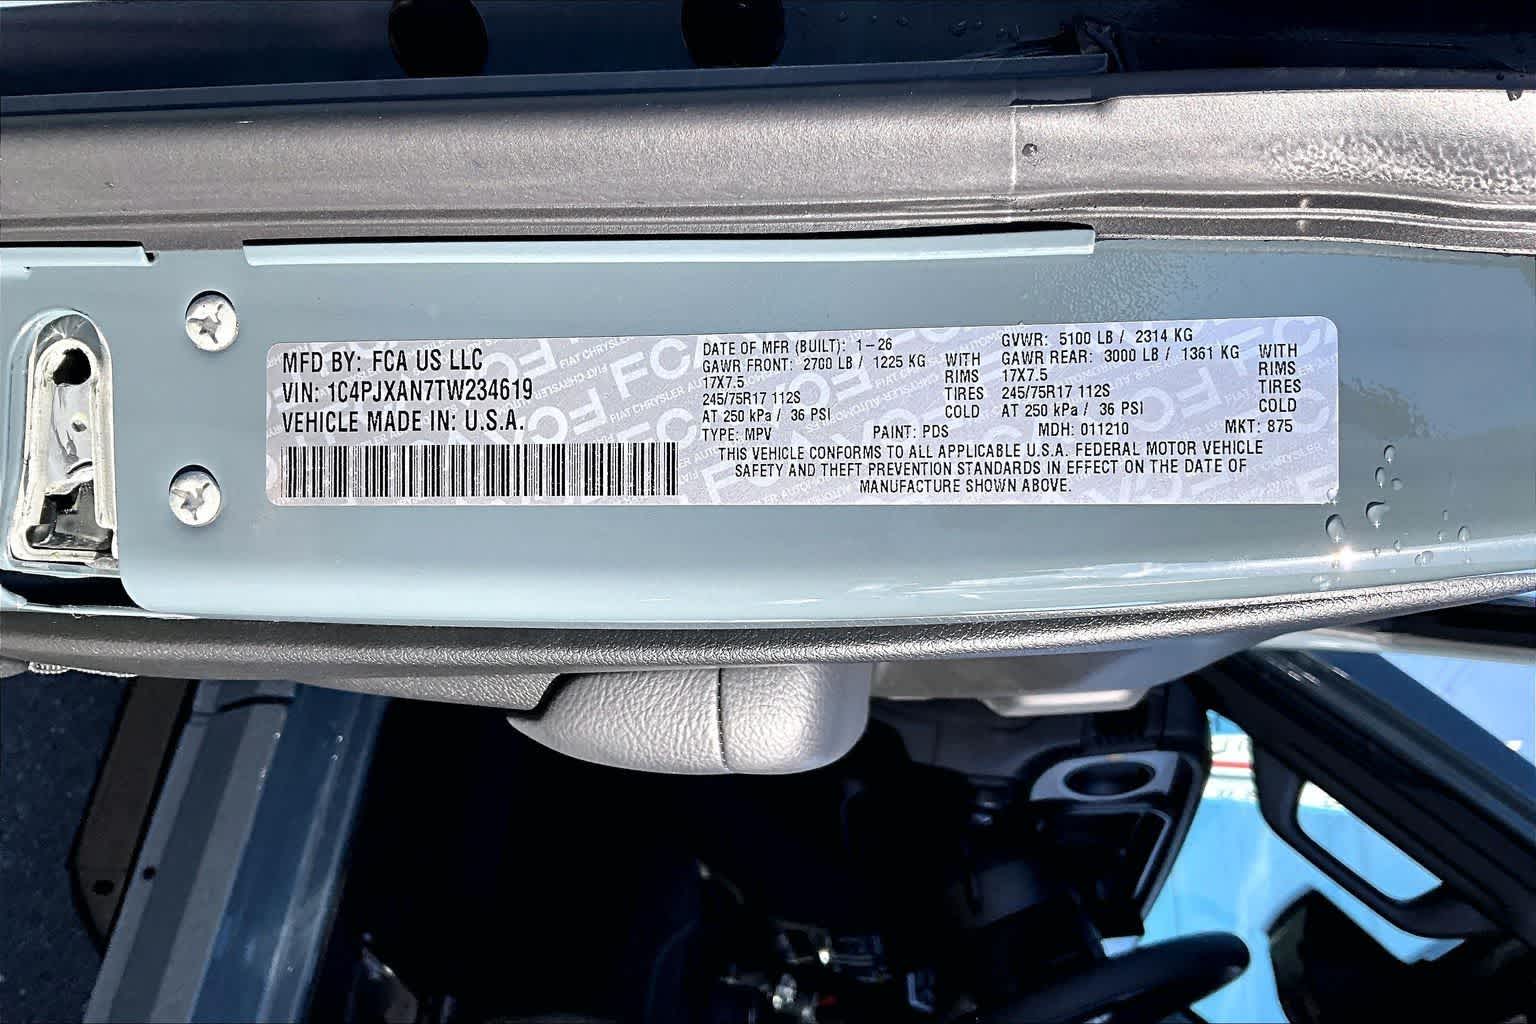 MFD BY: FCA US LLC
VIN: 1C4PJXAN7TW234619
VEHICLE MADE IN: U.S.A.
DATE OF MFR (BUILT): 1-26
GAWR FRONT: 2700 LB / 1225 KG WITH
17X7.5 RIMS
245/75R17 112S TIRES
AT 250 kPa / 36 PSI COLD
GVWR: 5100 LB / 2314 KG
GAWR REAR: 3000 LB / 1361 KG WITH
17X7.5 RIMS
245/75R17 112S TIRES
AT 250 kPa / 36 PSI COLD
TYPE: MPV PAINT: PDS MDH: 011210 MKT: 875
THIS VEHICLE CONFORMS TO ALL APPLICABLE U.S.A. FEDERAL MOTOR VEHICLE
SAFETY AND THEFT PREVENTION STANDARDS IN EFFECT ON THE DATE OF
MANUFACTURE SHOWN ABOVE.